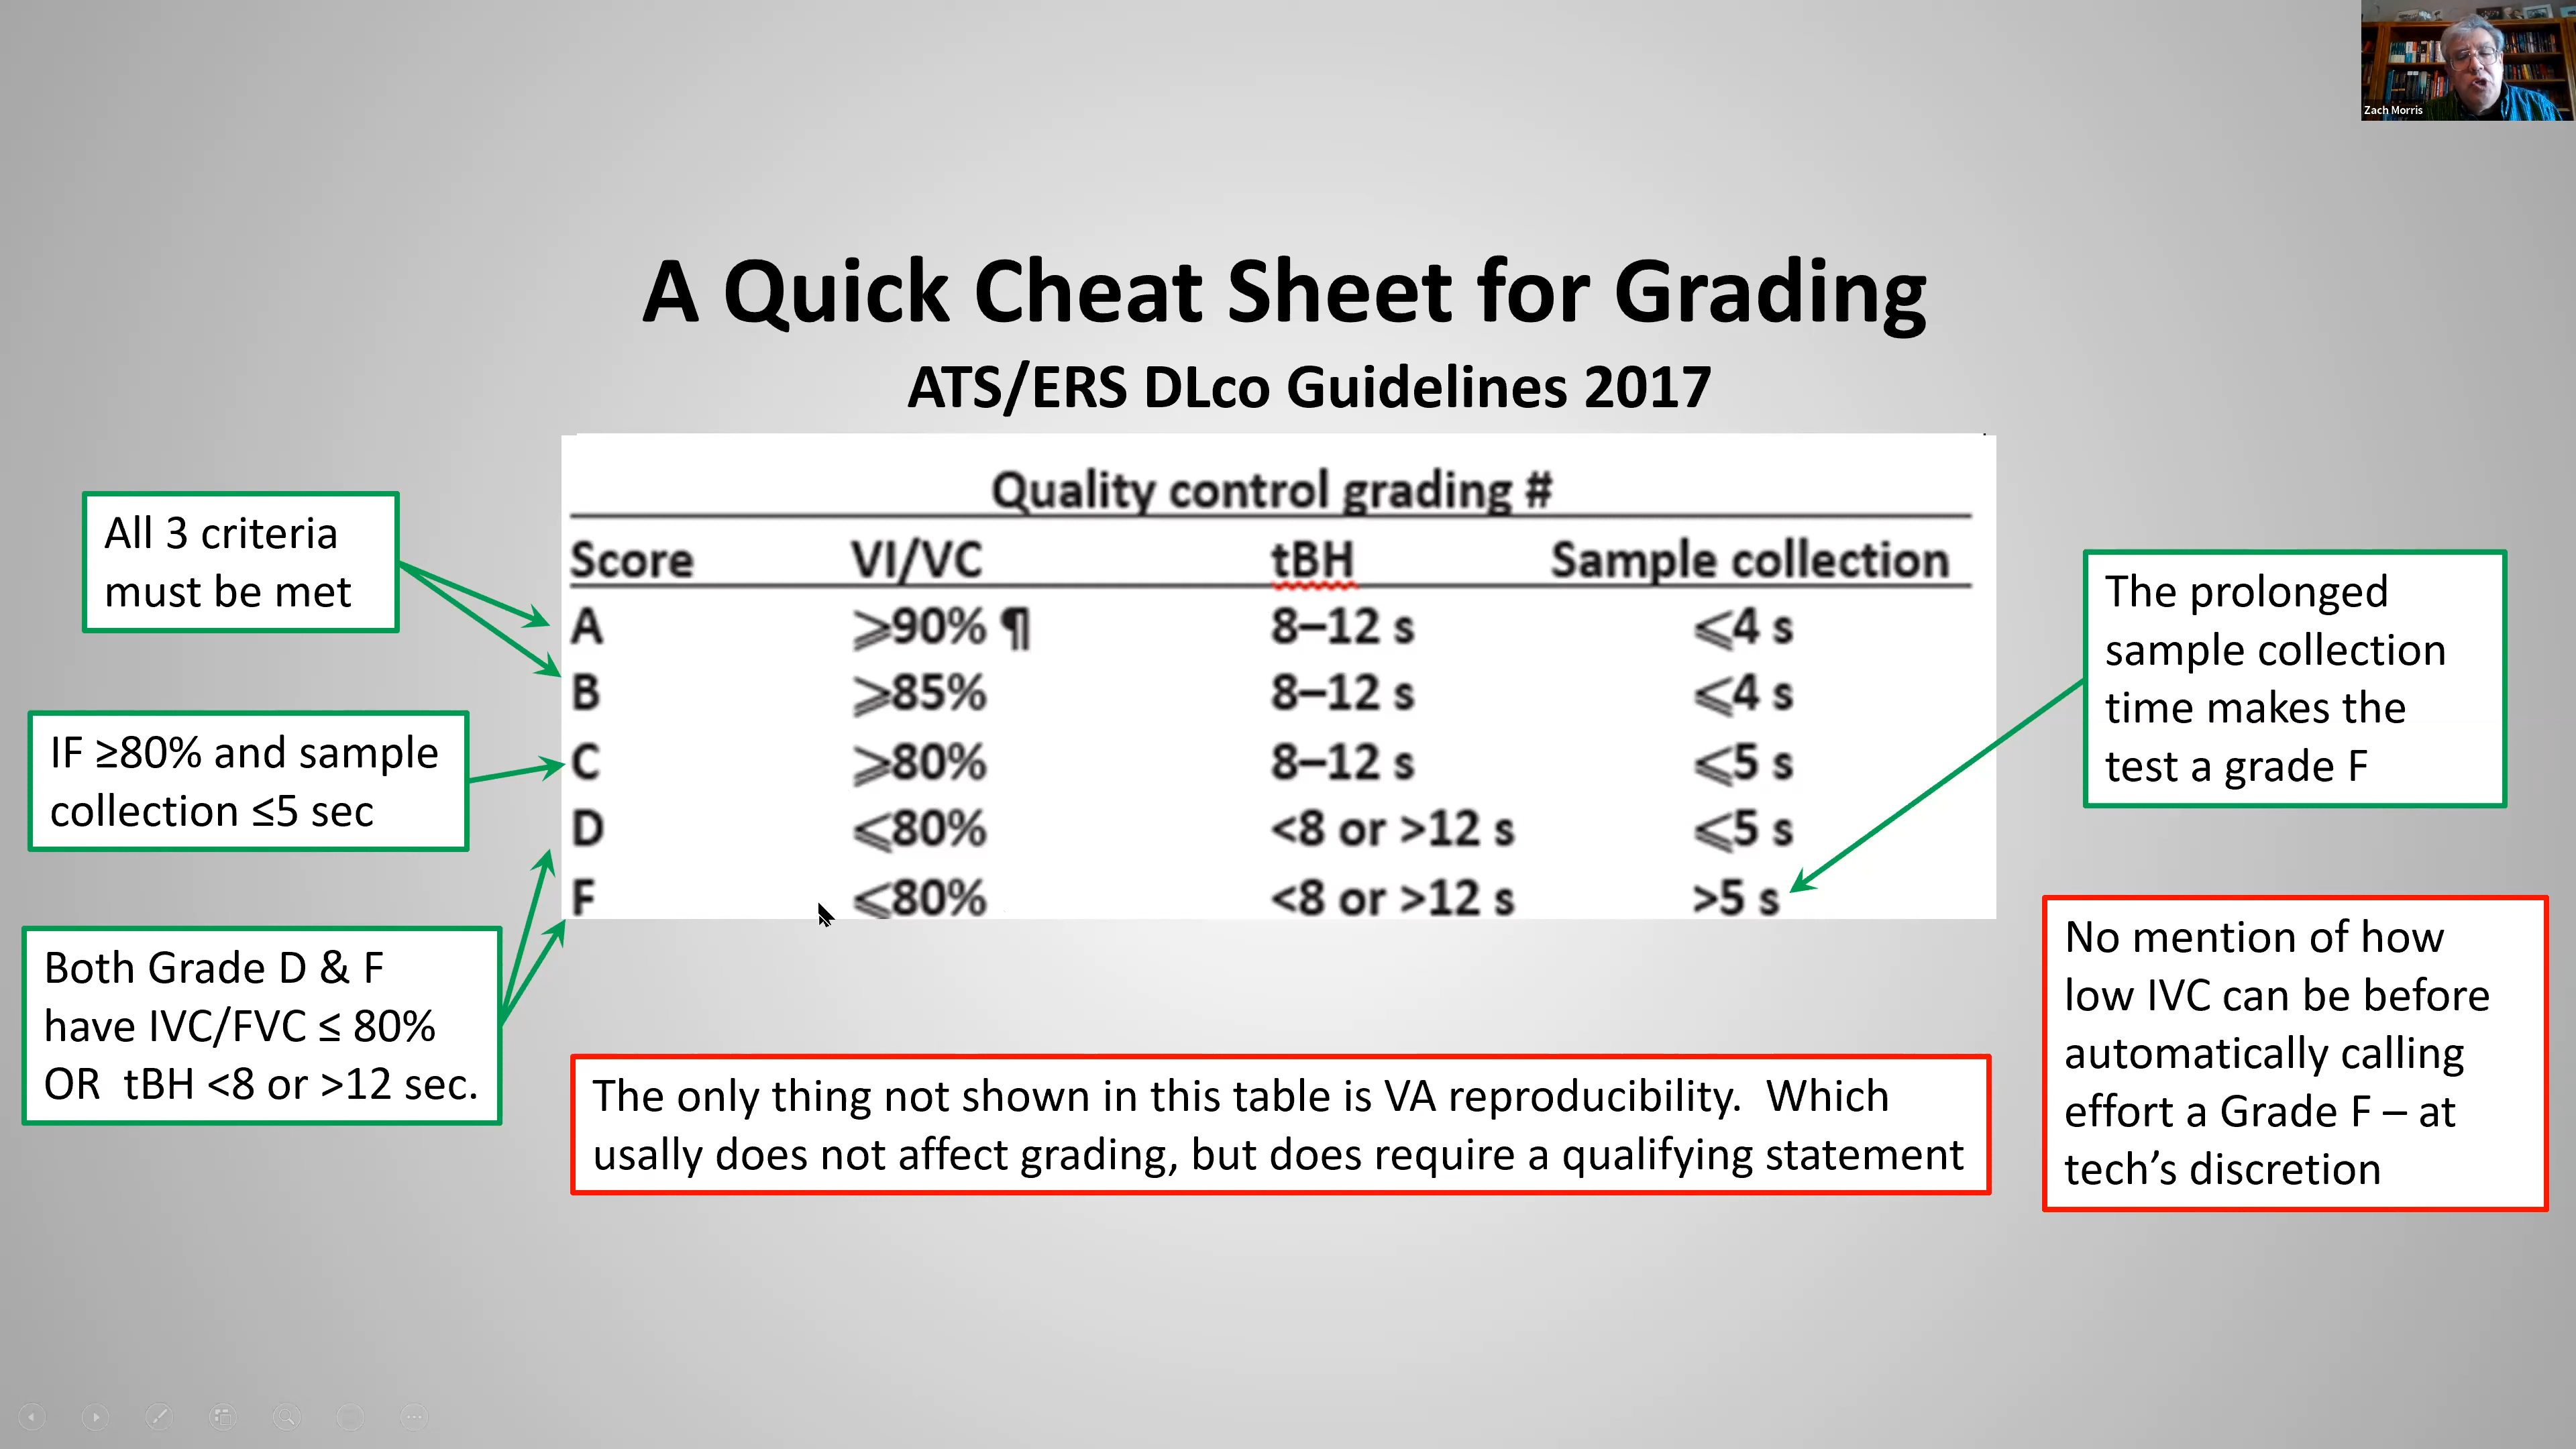 Zach Morris
A Quick Cheat Sheet for Grading
ATS/ERS DLco Guidelines 2017
Quality control grading #
Score VI/VC tBH Sample collection
A ⩾90% ¶ 8–12 s ⩽4 s
B ⩾85% 8–12 s ⩽4 s
C ⩾80% 8–12 s ⩽5 s
D ⩽80% <8 or >12 s ⩽5 s
F ⩽80% <8 or >12 s >5 s
All 3 criteria
must be met
IF ≥80% and sample
collection ≤5 sec
Both Grade D & F
have IVC/FVC ≤ 80%
OR tBH <8 or >12 sec.
The prolonged
sample collection
time makes the
test a grade F
No mention of how
low IVC can be before
automatically calling
effort a Grade F – at
tech’s discretion
The only thing not shown in this table is VA reproducibility. Which
usally does not affect grading, but does require a qualifying statement